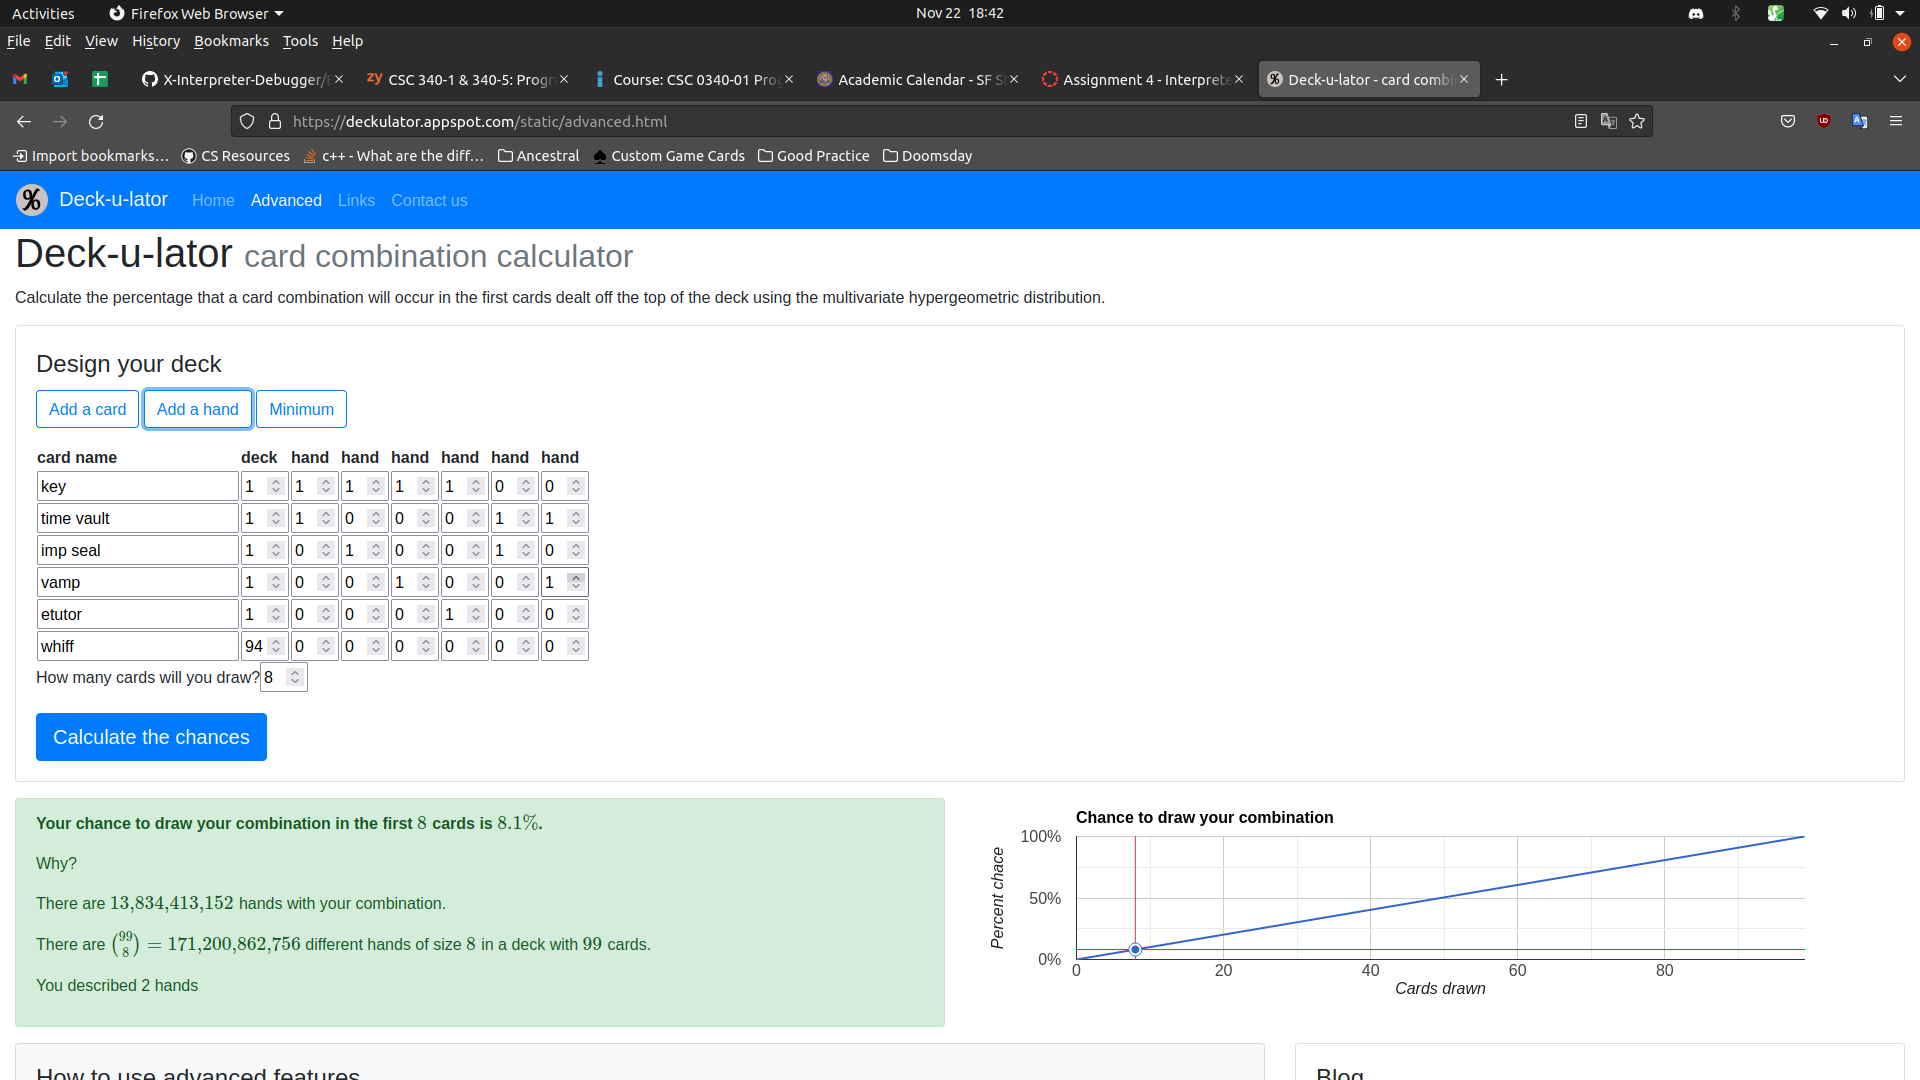 Activities Firefox Web Browser Nov 22 18:42
File Edit View History Bookmarks Tools Help
X-Interpreter-Debugger/ CSC 340-1 & 340-5: Progr Course: CSC 0340-01 Prog Academic Calendar - SF S Assignment 4 - Interprete Deck-u-lator - card combi
https://deckulator.appspot.com/static/advanced.html
Import bookmarks… CS Resources c++ - What are the diff… Ancestral Custom Game Cards Good Practice Doomsday
% Deck-u-lator Home Advanced Links Contact us
Deck-u-lator card combination calculator
Calculate the percentage that a card combination will occur in the first cards dealt off the top of the deck using the multivariate hypergeometric distribution.
Design your deck
Add a card Add a hand Minimum
card name deck hand hand hand hand hand hand
key 1 1 1 1 1 0 0
time vault 1 1 0 0 0 1 1
imp seal 1 0 1 0 0 1 0
vamp 1 0 0 1 0 0 1
etutor 1 0 0 0 1 0 0
whiff 94 0 0 0 0 0 0
How many cards will you draw? 8
Calculate the chances
Your chance to draw your combination in the first 8 cards is 8.1%.
Why?
There are 13,834,413,152 hands with your combination.
There are (99 8) = 171,200,862,756 different hands of size 8 in a deck with 99 cards.
You described 2 hands
Chance to draw your combination
Percent chace
100%
50%
0%
0 20 40 60 80
Cards drawn
How to use advanced features
Blog